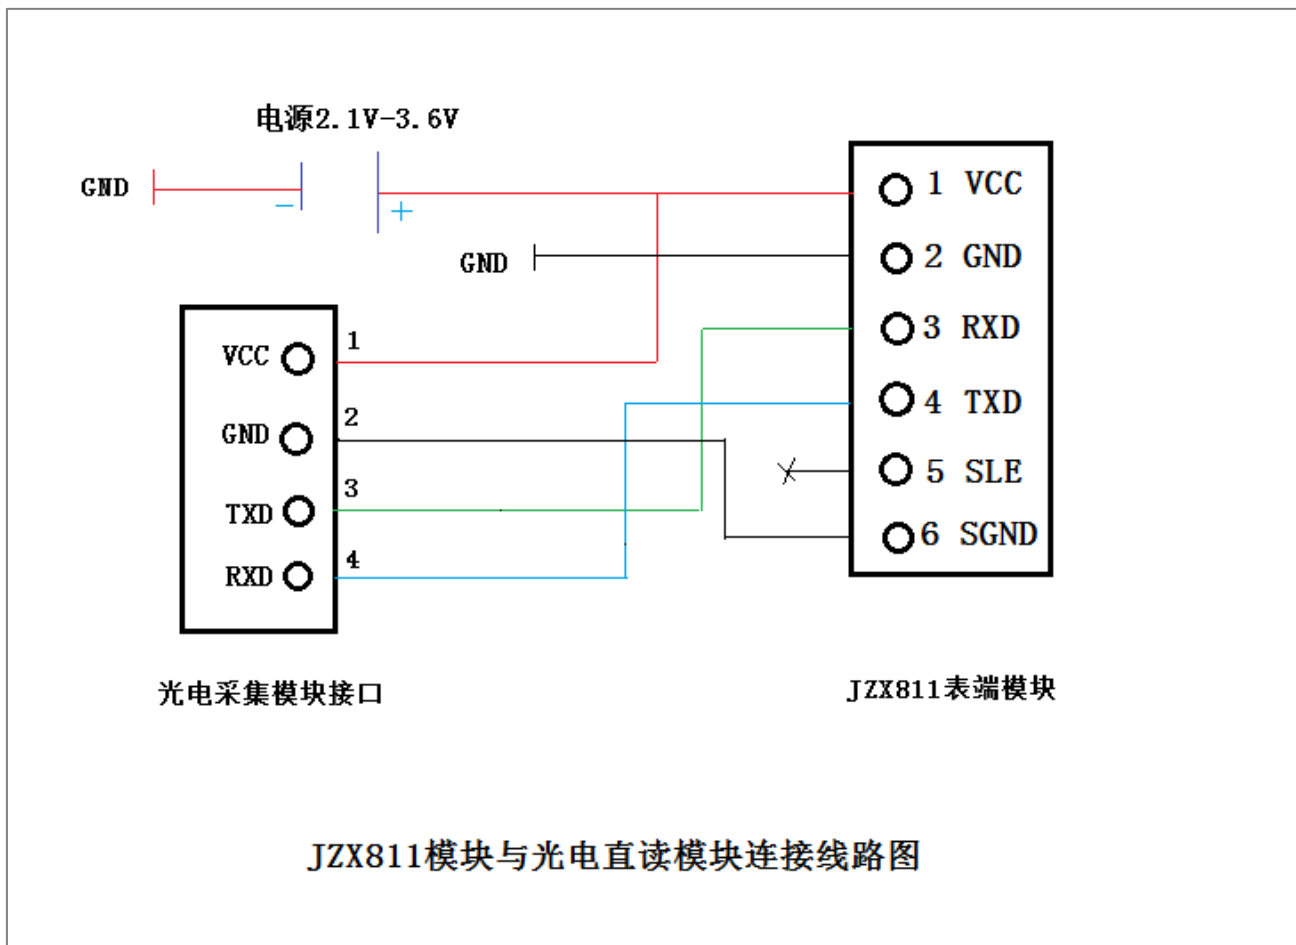 电源2.1V-3.6V
GND
−
+
GND
1 VCC
2 GND
3 RXD
4 TXD
5 SLE
6 SGND
VCC 1
GND 2
TXD 3
RXD 4
光电采集模块接口
JZX811表端模块
JZX811模块与光电直读模块连接线路图